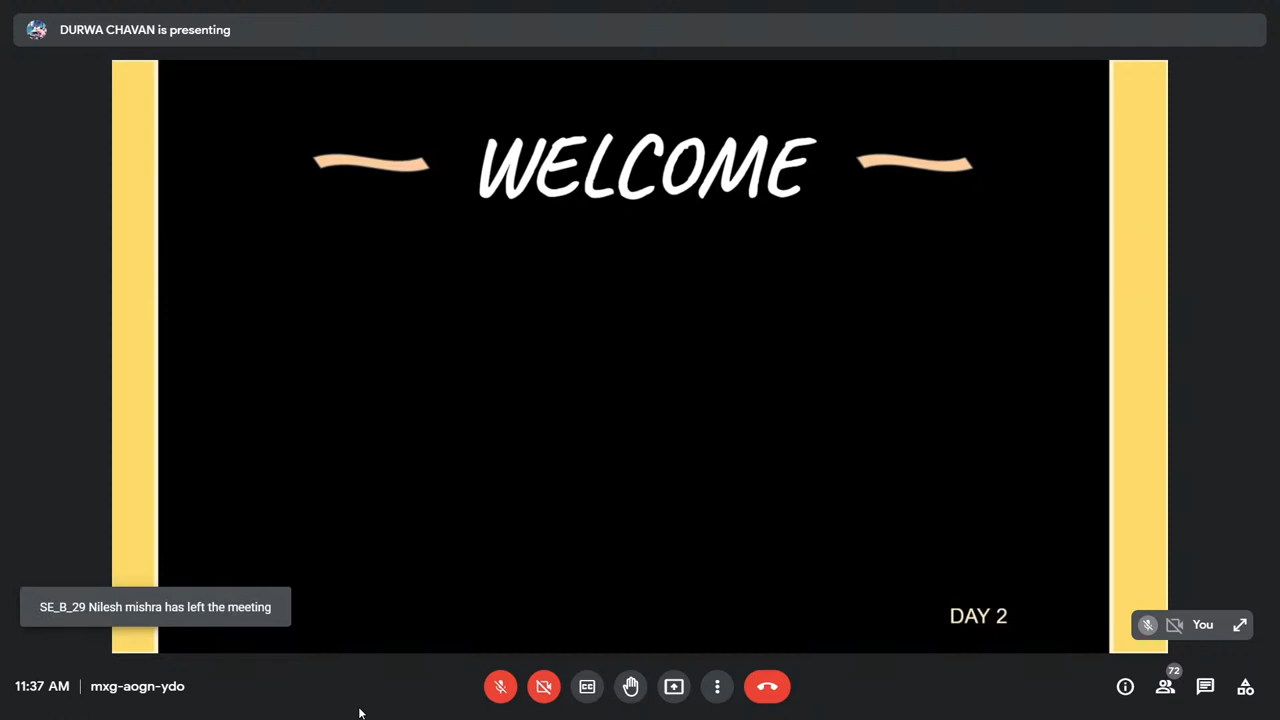 DURWA CHAVAN is presenting
WELCOME
SE_B_29 Nilesh mishra has left the meeting
DAY 2
You
72
11:37 AM | mxg-aogn-ydo
CC